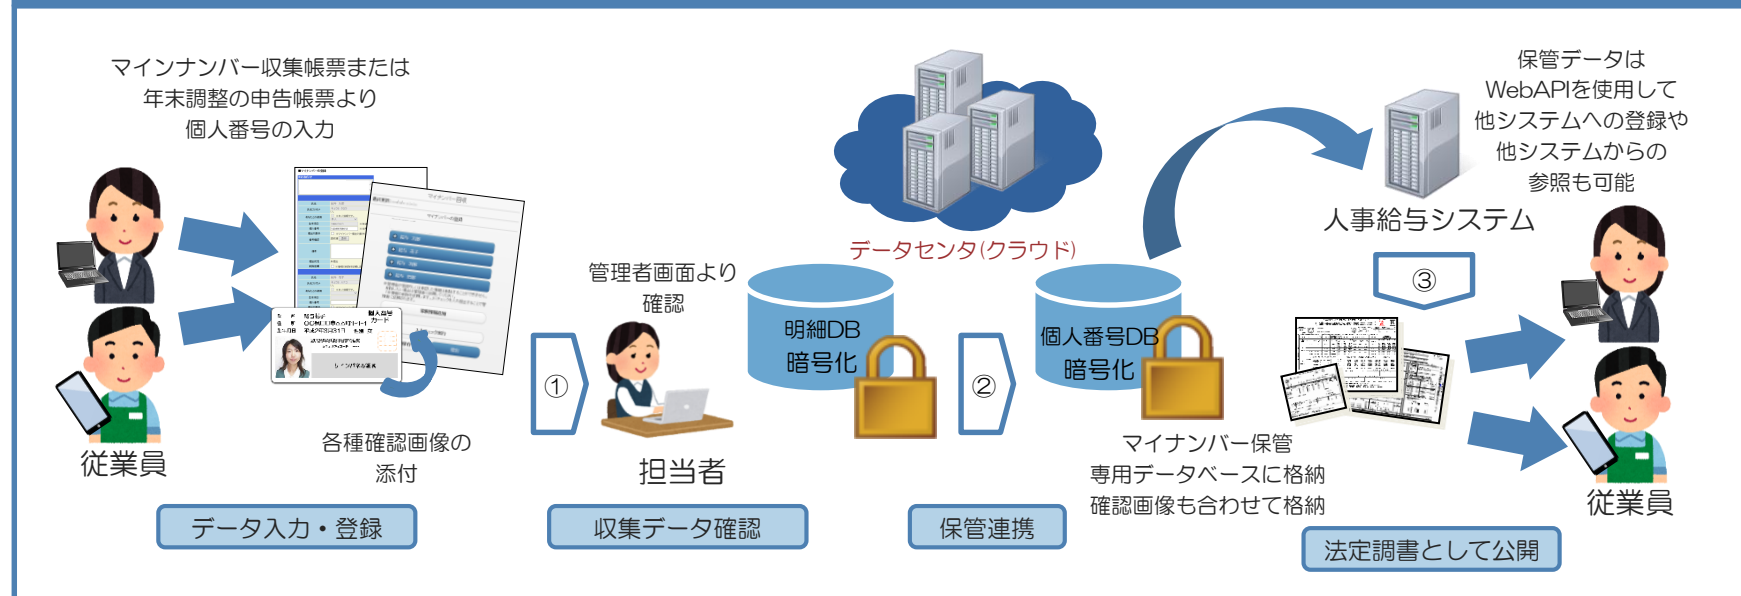 マインナンバー収集帳票または
年末調整の申告帳票より
個人番号の入力
従業員
個人番号
カード
各種確認画像の
添付
データ入力・登録
①
管理者画面より
確認
担当者
収集データ確認
データセンタ(クラウド)
明細DB
暗号化
②
保管連携
個人番号DB
暗号化
マイナンバー保管
専用データベースに格納
確認画像も合わせて格納
保管データは
WebAPIを使用して
他システムへの登録や
他システムからの
参照も可能
人事給与システム
③
従業員
法定調書として公開